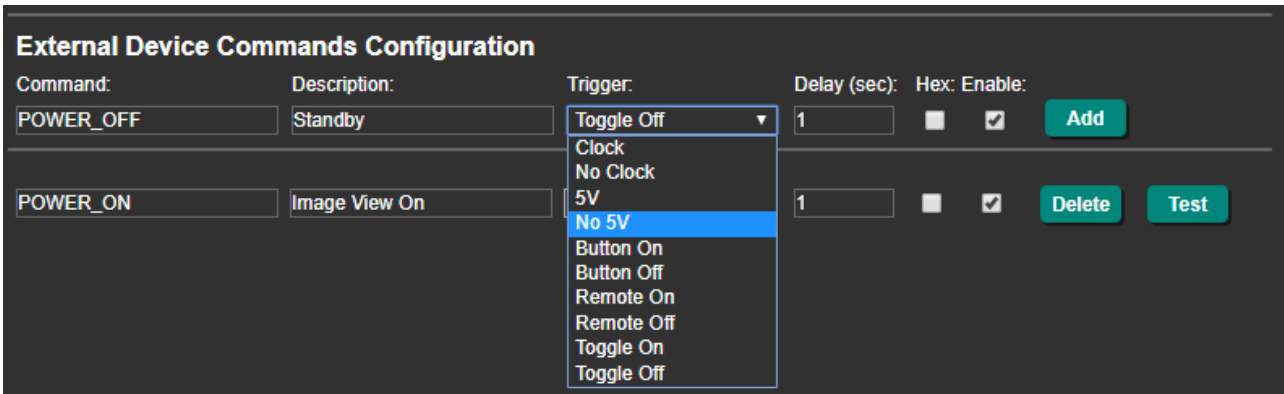 External Device Commands Configuration
Command: Description: Trigger: Delay (sec): Hex: Enable:
POWER_OFF Standby Toggle Off 1 Add
Clock
No Clock
POWER_ON Image View On 5V 1 Delete Test
No 5V
Button On
Button Off
Remote On
Remote Off
Toggle On
Toggle Off